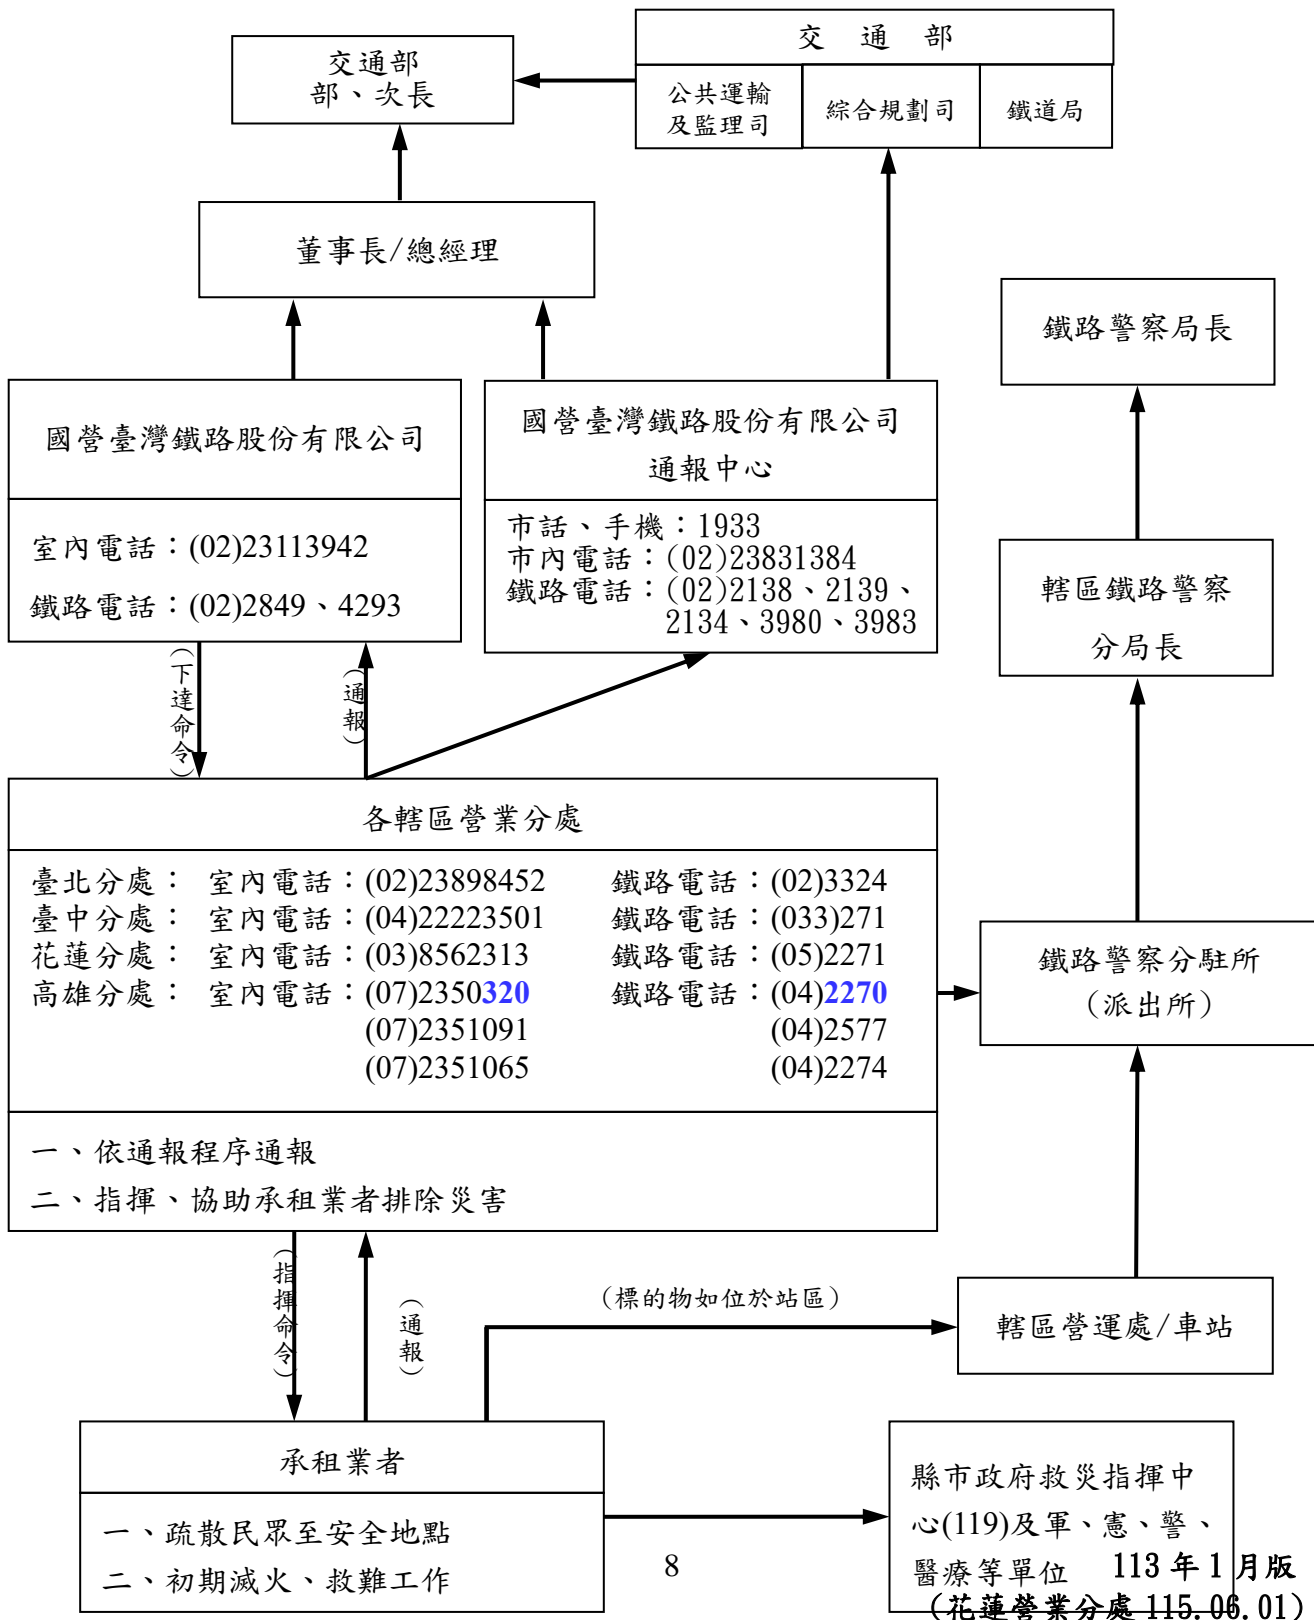 交通部
部、次長
交通部
公共運輸
及監理司
綜合規劃司
鐵道局
董事長/總經理
鐵路警察局長
國營臺灣鐵路股份有限公司
室內電話：(02)23113942
鐵路電話：(02)2849、4293
國營臺灣鐵路股份有限公司
通報中心
市話、手機：1933
市內電話：(02)23831384
鐵路電話：(02)2138、2139、
2134、3980、3983
轄區鐵路警察
分局長
(下達命令)
(通報)
各轄區營業分處
臺北分處： 室內電話：(02)23898452 鐵路電話：(02)3324
臺中分處： 室內電話：(04)22223501 鐵路電話：(033)271
花蓮分處： 室內電話：(03)8562313 鐵路電話：(05)2271
高雄分處： 室內電話：(07)2350320 鐵路電話：(04)2270
(07)2351091 (04)2577
(07)2351065 (04)2274
一、依通報程序通報
二、指揮、協助承租業者排除災害
鐵路警察分駐所
(派出所)
(指揮命令)
(通報)
(標的物如位於站區)
轄區營運處/車站
承租業者
一、疏散民眾至安全地點
二、初期滅火、救難工作
縣市政府救災指揮中
心(119)及軍、憲、警、
醫療等單位
8
113年1月版
(花蓮營業分處 115.06.01)